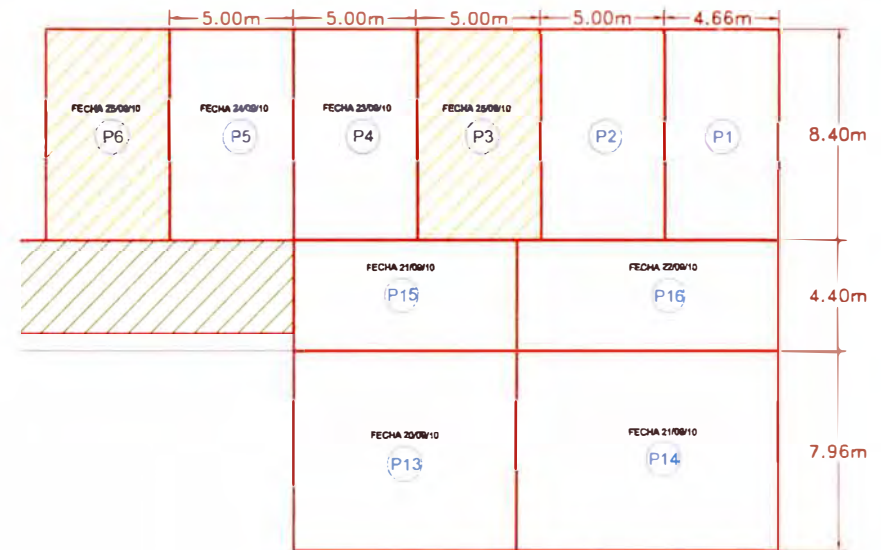 5.00m 5.00m 5.00m 5.00m 4.66m
FECHA 25/09/10 FECHA 24/09/10 FECHA 23/09/10 FECHA 25/09/10
P6 P5 P4 P3 P2 P1
8.40m
FECHA 21/09/10 FECHA 22/09/10
P15 P16
4.40m
FECHA 20/09/10 FECHA 21/09/10
P13 P14
7.96m